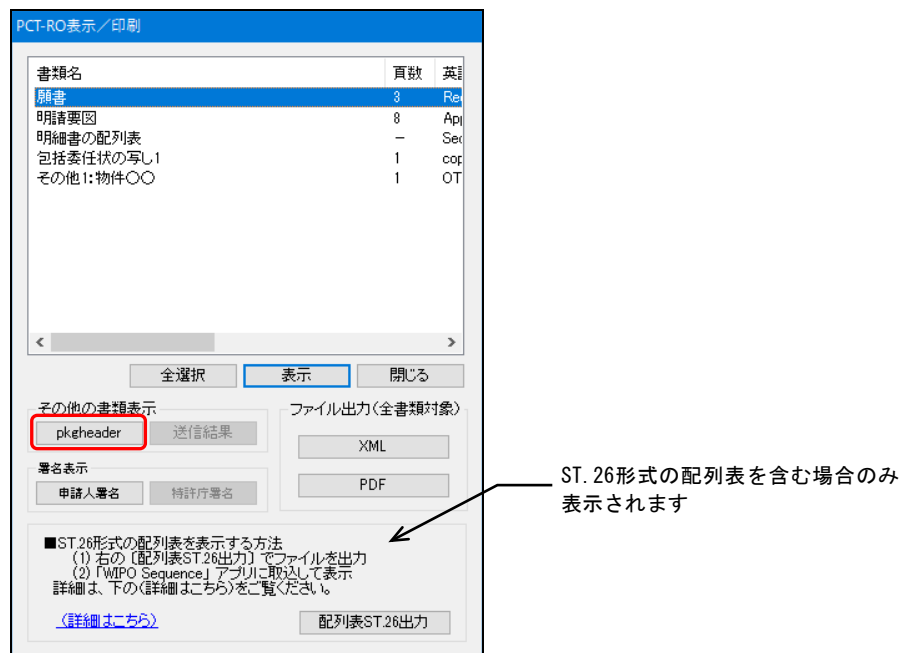 PCT-RO表示／印刷
書類名 頁数 英
願書 3 Re
明請要図 8 Ap
明細書の配列表 － Sec
包括委任状の写し1 1 cop
その他1:物件〇〇 1 OT
全選択 表示 閉じる
その他の書類表示 ファイル出力(全書類対象)
pkgheader 送信結果
XML
署名表示
PDF
申請人署名 特許庁署名
ST.26形式の配列表を含む場合のみ
表示されます
■ST.26形式の配列表を表示する方法
(1) 右の〔配列表ST.26出力〕でファイルを出力
(2)「WIPO Sequence」アプリに取込して表示
詳細は、下の(詳細はこちら)をご覧ください。
(詳細はこちら) 配列表ST.26出力